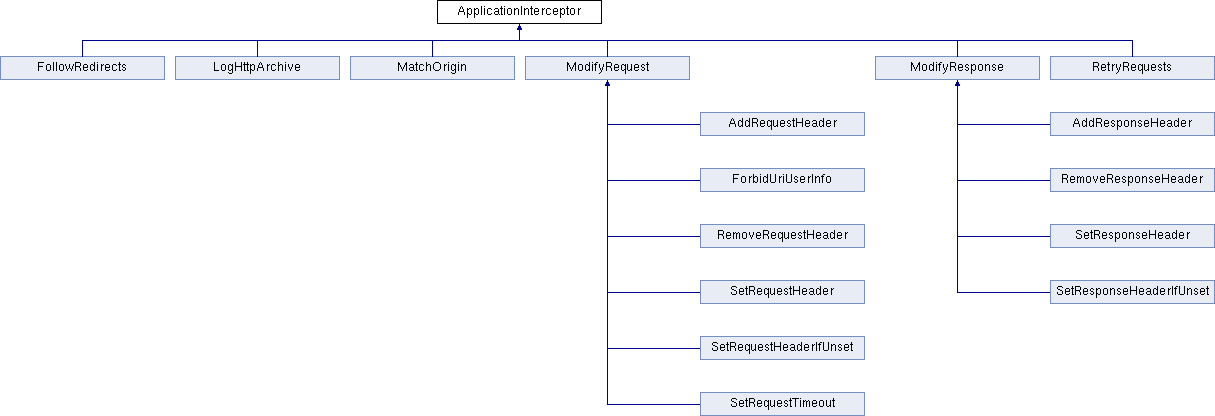 ApplicationInterceptor
FollowRedirects
LogHttpArchive
MatchOrigin
ModifyRequest
ModifyResponse
RetryRequests
AddRequestHeader
AddResponseHeader
ForbidUriUserInfo
RemoveResponseHeader
RemoveRequestHeader
SetResponseHeader
SetRequestHeader
SetResponseHeaderIfUnset
SetRequestHeaderIfUnset
SetRequestTimeout